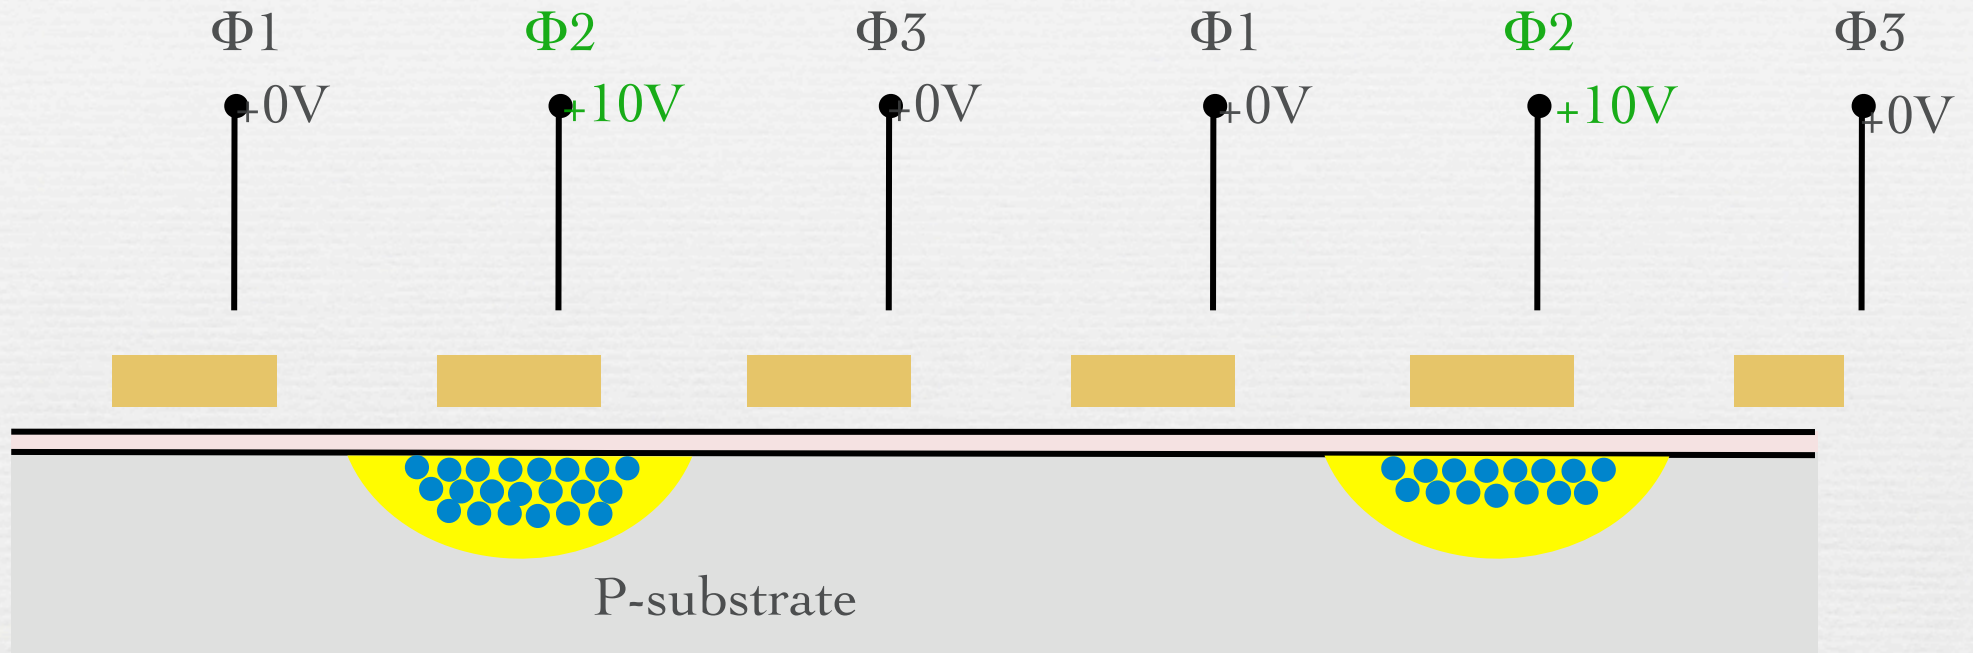 Φ1 Φ2 Φ3 Φ1 Φ2 Φ3
+0V +10V +0V +0V +10V +0V
P-substrate